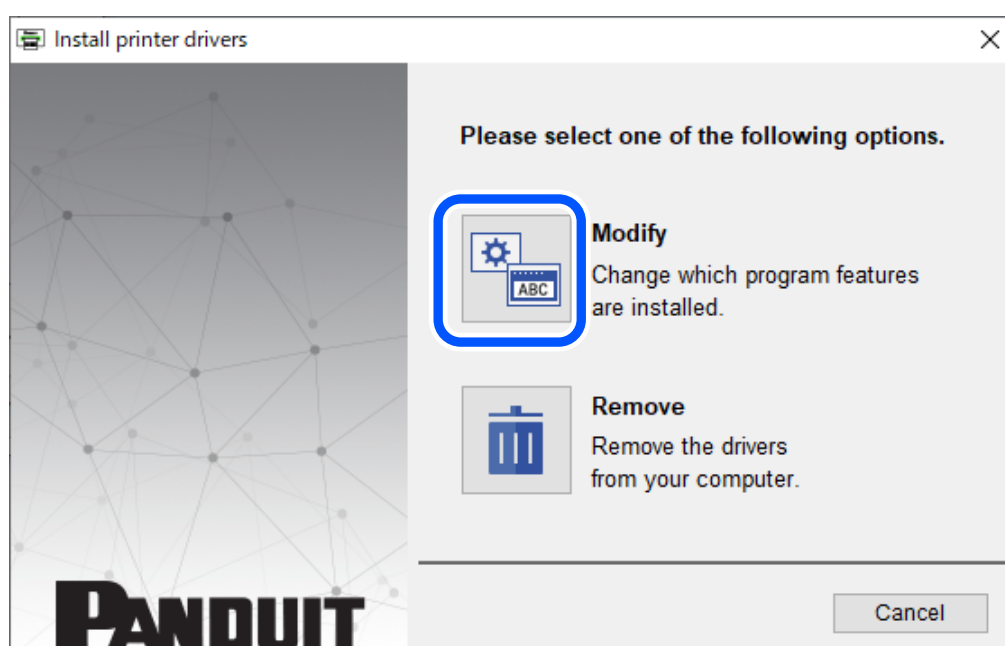 Install printer drivers
Please select one of the following options.
ABC
Modify
Change which program features
are installed.
Remove
Remove the drivers
from your computer.
PANDUIT
Cancel